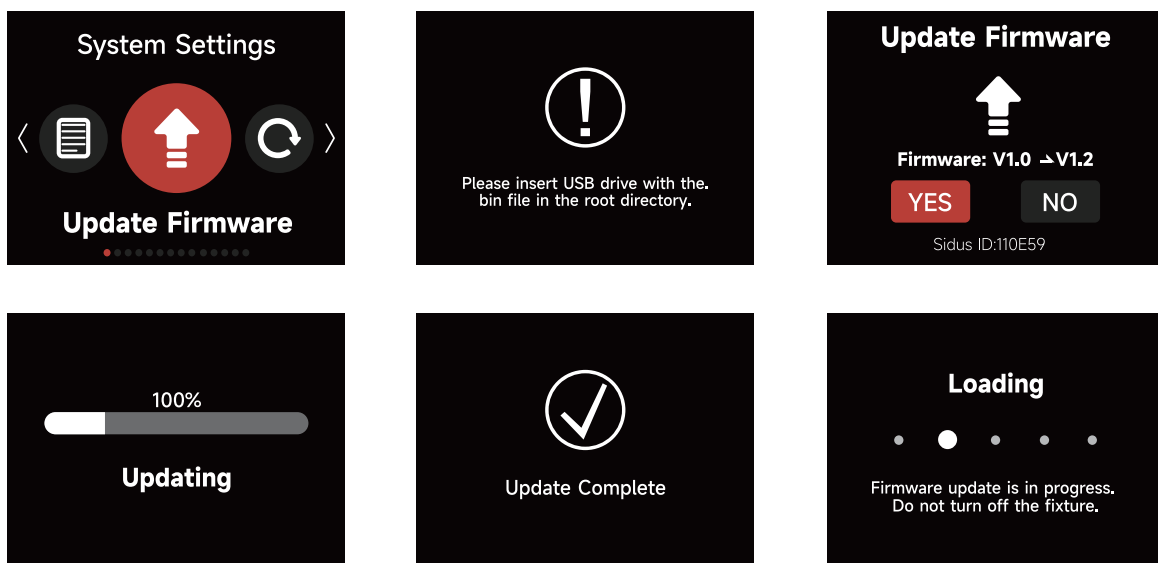 System Settings
Update Firmware
Please insert USB drive with the.
bin file in the root directory.
Update Firmware
Firmware: V1.0 → V1.2
YES
NO
Sidus ID:110E59
100%
Updating
Update Complete
Loading
Firmware update is in progress.
Do not turn off the fixture.